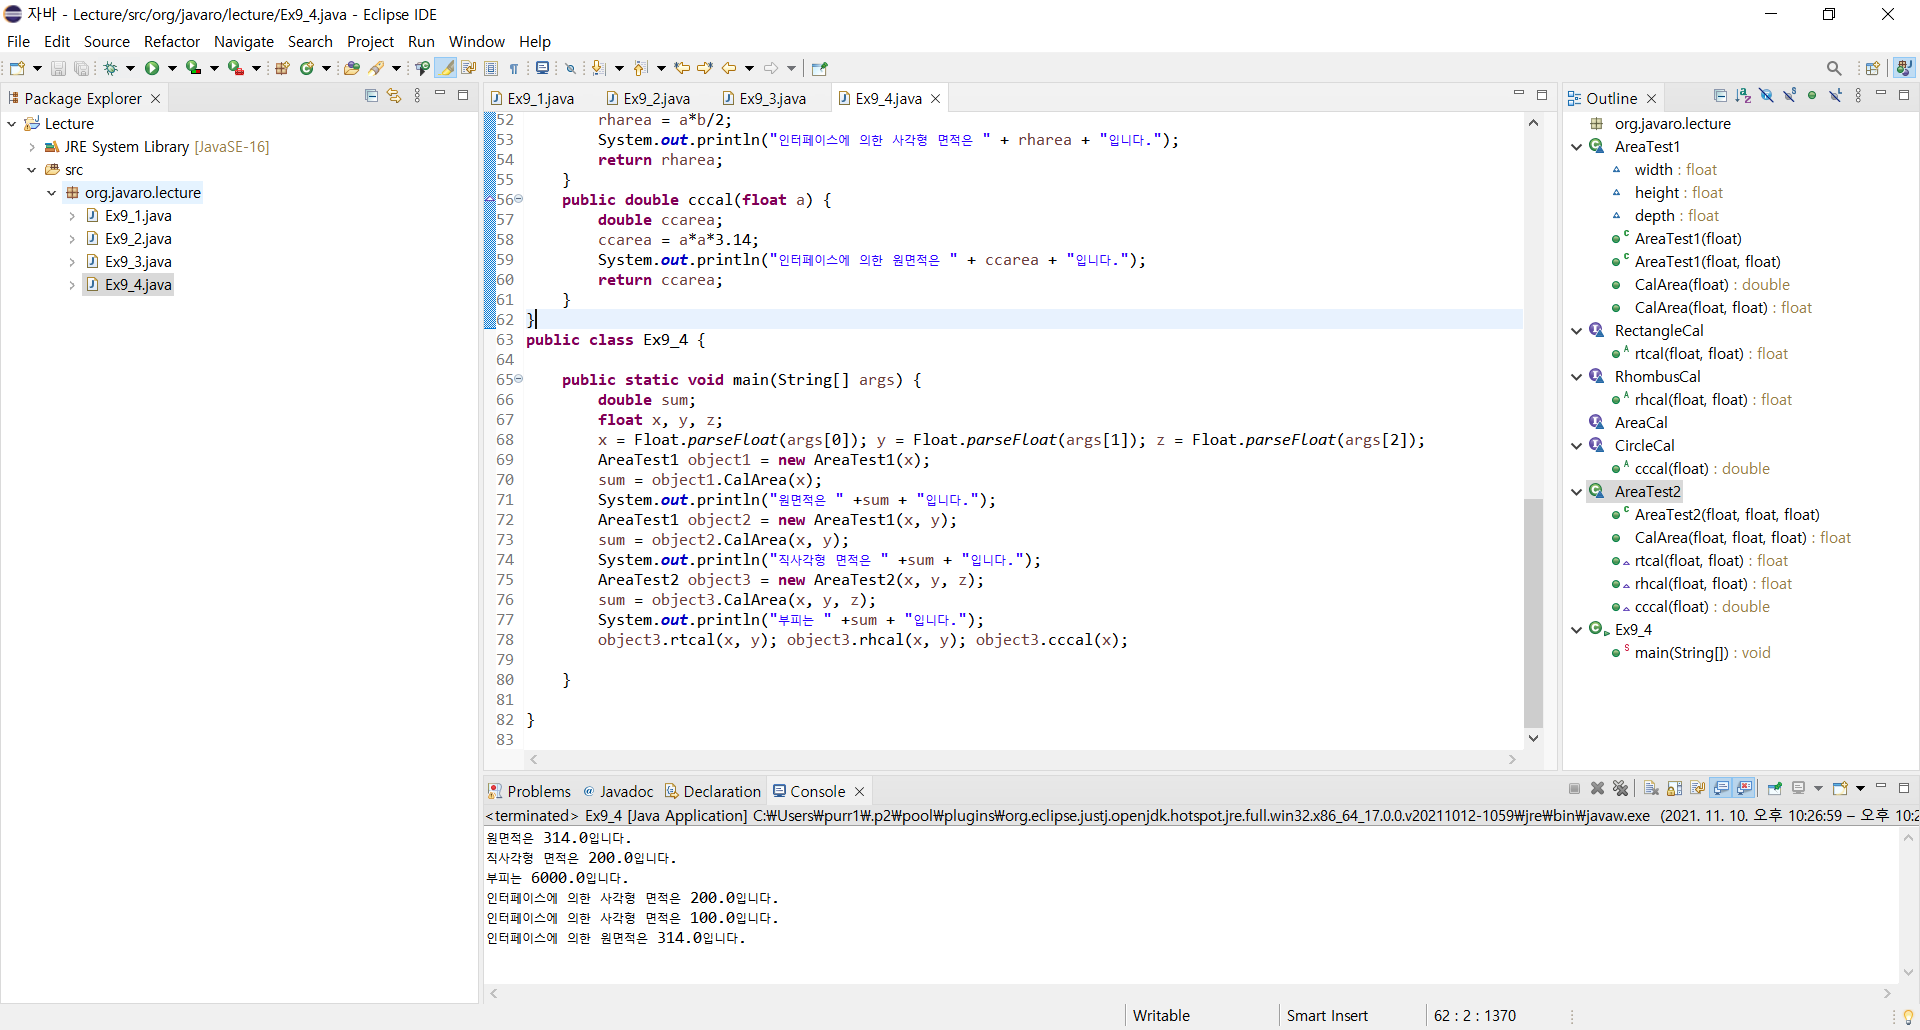 자바 - Lecture/src/org/javaro/lecture/Ex9_4.java - Eclipse IDE
File Edit Source Refactor Navigate Search Project Run Window Help
Package Explorer
Lecture
JRE System Library [JavaSE-16]
src
org.javaro.lecture
Ex9_1.java
Ex9_2.java
Ex9_3.java
Ex9_4.java
Ex9_1.java Ex9_2.java Ex9_3.java Ex9_4.java
52 rharea = a*b/2;
53 System.out.println("인터페이스에 의한 사각형 면적은 " + rharea + "입니다.");
54 return rharea;
55 }
56 public double cccal(float a) {
57 double ccarea;
58 ccarea = a*a*3.14;
59 System.out.println("인터페이스에 의한 원면적은 " + ccarea + "입니다.");
60 return ccarea;
61 }
62 }
63 public class Ex9_4 {
64
65 public static void main(String[] args) {
66 double sum;
67 float x, y, z;
68 x = Float.parseFloat(args[0]); y = Float.parseFloat(args[1]); z = Float.parseFloat(args[2]);
69 AreaTest1 object1 = new AreaTest1(x);
70 sum = object1.CalArea(x);
71 System.out.println("원면적은 " +sum + "입니다.");
72 AreaTest1 object2 = new AreaTest1(x, y);
73 sum = object2.CalArea(x, y);
74 System.out.println("직사각형 면적은 " +sum + "입니다.");
75 AreaTest2 object3 = new AreaTest2(x, y, z);
76 sum = object3.CalArea(x, y, z);
77 System.out.println("부피는 " +sum + "입니다.");
78 object3.rtcal(x, y); object3.rhcal(x, y); object3.cccal(x);
79
80 }
81
82 }
83
Outline
org.javaro.lecture
AreaTest1
width : float
height : float
depth : float
AreaTest1(float)
AreaTest1(float, float)
CalArea(float) : double
CalArea(float, float) : float
RectangleCal
rtcal(float, float) : float
RhombusCal
rhcal(float, float) : float
AreaCal
CircleCal
cccal(float) : double
AreaTest2
AreaTest2(float, float, float)
CalArea(float, float, float) : float
rtcal(float, float) : float
rhcal(float, float) : float
cccal(float) : double
Ex9_4
main(String[]) : void
Problems Javadoc Declaration Console
<terminated> Ex9_4 [Java Application] C:₩Users₩purr1₩.p2₩pool₩plugins₩org.eclipse.justj.openjdk.hotspot.jre.full.win32.x86_64_17.0.0.v20211012-1059₩jre₩bin₩javaw.exe (2021. 11. 10. 오후 10:26:59 – 오후 10:2
원면적은 314.0입니다.
직사각형 면적은 200.0입니다.
부피는 6000.0입니다.
인터페이스에 의한 사각형 면적은 200.0입니다.
인터페이스에 의한 사각형 면적은 100.0입니다.
인터페이스에 의한 원면적은 314.0입니다.
Writable Smart Insert 62 : 2 : 1370